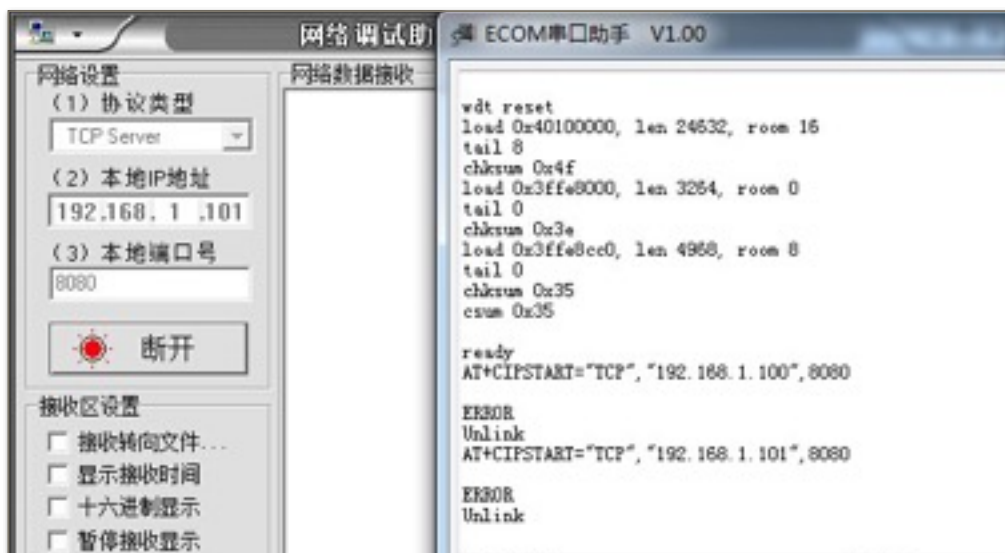 网络调试助
网络设置
(1) 协议类型
TCP Server
(2) 本地IP地址
192.168. 1 .101
(3) 本地端口号
8080
断开
接收区设置
接收转向文件...
显示接收时间
十六进制显示
暂停接收显示
网络数据接收
ECOM串口助手 V1.00
wdt reset
load 0x40100000, len 24632, room 16
tail 8
chksum 0x4f
load 0x3ffe8000, len 3264, room 0
tail 0
chksum 0x3e
load 0x3ffe8cc0, len 4968, room 8
tail 0
chksum 0x35
csum 0x35
ready
AT+CIPSTART="TCP","192.168.1.100",8080
ERROR
Unlink
AT+CIPSTART="TCP","192.168.1.101",8080
ERROR
Unlink